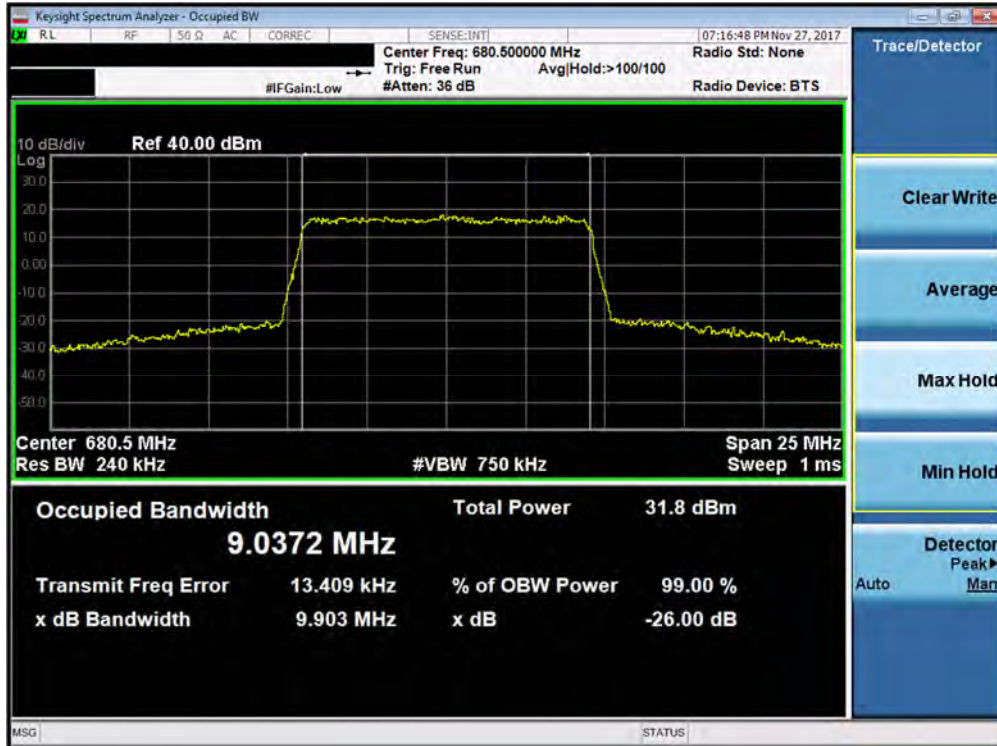 Keysight Spectrum Analyzer - Occupied BW
LXI RL RF 50 Ω AC CORREC SENSE:INT 07:16:48 PM Nov 27, 2017
Center Freq: 680.500000 MHz Radio Std: None
Trig: Free Run Avg|Hold:>100/100
#IFGain:Low #Atten: 36 dB Radio Device: BTS
10 dB/div Ref 40.00 dBm
Log
30.0
20.0
10.0
0.00
-10.0
-20.0
-30.0
-40.0
-50.0
Center 680.5 MHz Span 25 MHz
Res BW 240 kHz #VBW 750 kHz Sweep 1 ms
Occupied Bandwidth Total Power 31.8 dBm
9.0372 MHz
Transmit Freq Error 13.409 kHz % of OBW Power 99.00 %
x dB Bandwidth 9.903 MHz x dB -26.00 dB
MSG STATUS
Trace/Detector
Clear Write
Average
Max Hold
Min Hold
Detector
Peak▶
Auto Man